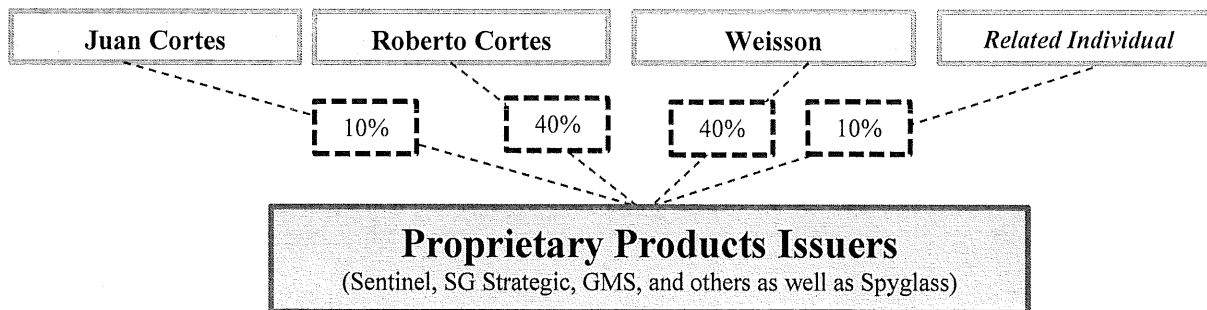 Juan Cortes
Roberto Cortes
Weisson
Related Individual
10%
40%
40%
10%
Proprietary Products Issuers
(Sentinel, SG Strategic, GMS, and others as well as Spyglass)